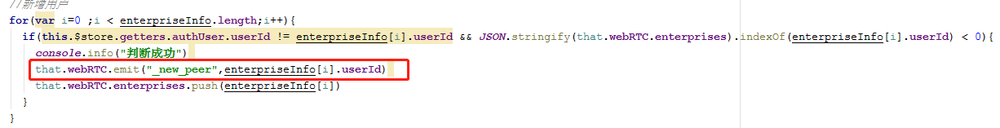 //新增用户
for(var i=0 ;i < enterpriseInfo.length;i++){
if(this.$store.getters.authUser.userId != enterpriseInfo[i].userId && JSON.stringify(that.webRTC.enterprises).indexOf(enterpriseInfo[i].userId) < 0){
console.info("判断成功")
that.webRTC.emit("_new_peer",enterpriseInfo[i].userId)
that.webRTC.enterprises.push(enterpriseInfo[i])
}
}